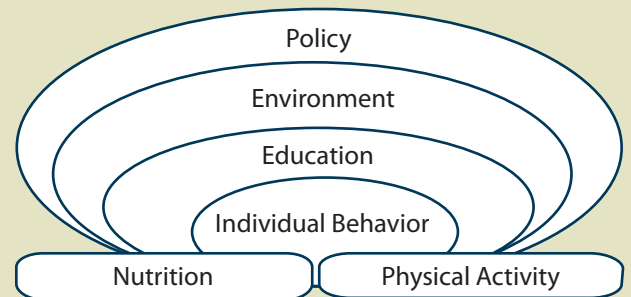 Policy
Environment
Education
Individual Behavior
Nutrition
Physical Activity